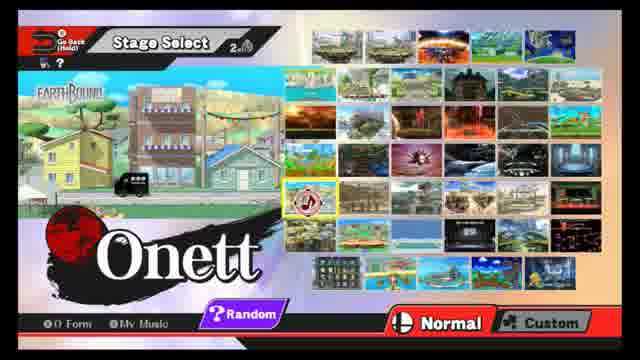 Go Back
(Hold)
Stage Select
2
?
EARTHBOUND
Onett
Ω Form
My Music
? Random
Normal
Custom